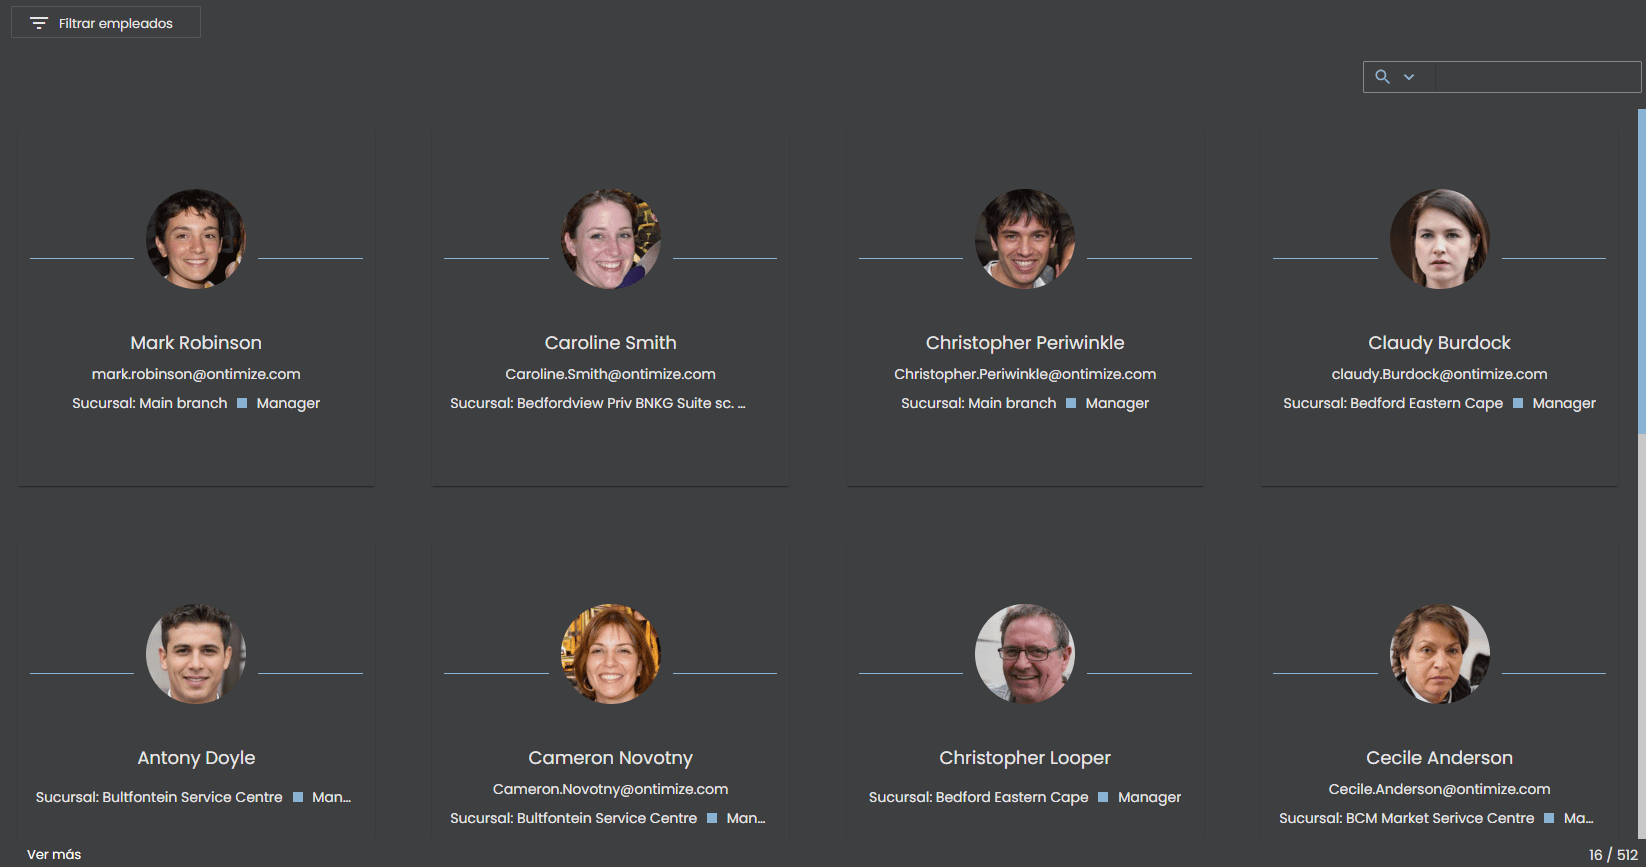 Filtrar empleados
Mark Robinson
mark.robinson@ontimize.com
Sucursal: Main branch Manager
Caroline Smith
Caroline.Smith@ontimize.com
Sucursal: Bedfordview Priv BNKG Suite sc. ...
Christopher Periwinkle
Christopher.Periwinkle@ontimize.com
Sucursal: Main branch Manager
Claudy Burdock
claudy.Burdock@ontimize.com
Sucursal: Bedford Eastern Cape Manager
Antony Doyle
Sucursal: Bultfontein Service Centre Man...
Cameron Novotny
Cameron.Novotny@ontimize.com
Sucursal: Bultfontein Service Centre Man...
Christopher Looper
Sucursal: Bedford Eastern Cape Manager
Cecile Anderson
Cecile.Anderson@ontimize.com
Sucursal: BCM Market Serivce Centre Ma...
Ver más
16 / 512